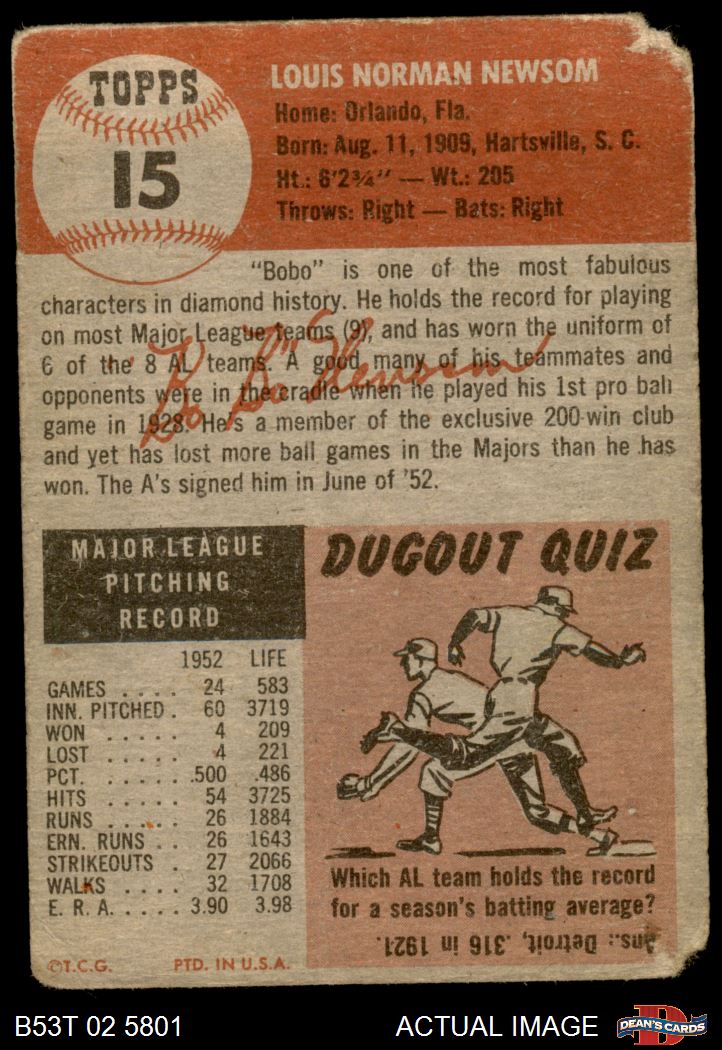 TOPPS
15
LOUIS NORMAN NEWSOM
Home: Orlando, Fla.
Born: Aug. 11, 1909, Hartsville, S. C.
Ht.: 6'2¾" — Wt.: 205
Throws: Right — Bats: Right
"Bobo" is one of the most fabulous
characters in diamond history. He holds the record for playing
on most Major League teams (9), and has worn the uniform of
6 of the 8 AL teams. A good many of his teammates and
opponents were in the cradle when he played his 1st pro ball
game in 1928. He's a member of the exclusive 200-win club
and yet has lost more ball games in the Majors than he has
won. The A's signed him in June of '52.
"Bo Bo" Newsom
MAJOR LEAGUE
PITCHING
RECORD
1952 LIFE
GAMES . . . . 24 583
INN. PITCHED . 60 3719
WON . . . . . 4 209
LOST . . . . . 4 221
PCT. . . . . . .500 .486
HITS . . . . . 54 3725
RUNS . . . . . 26 1884
ERN. RUNS . . 26 1643
STRIKEOUTS . 27 2066
WALKS . . . . 32 1708
E. R. A. . . . . 3.90 3.98
©T.C.G. PTD. IN U.S.A.
DUGOUT QUIZ
Which AL team holds the record
for a season's batting average?
Ans.: Detroit, .316 in 1921.
B53T 02 5801 ACTUAL IMAGE
D
DEAN'S CARDS